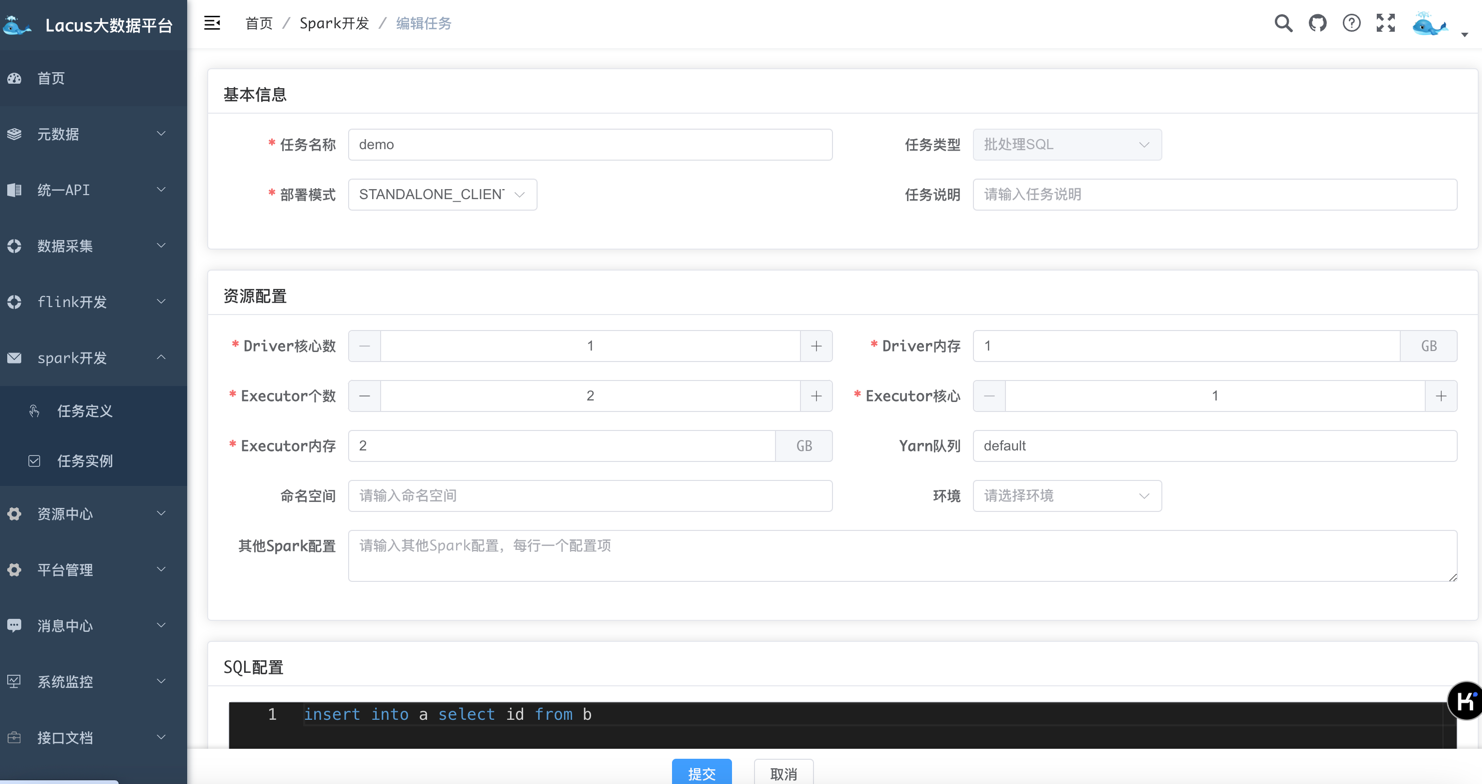 Lacus大数据平台
首页 / Spark开发 / 编辑任务
首页
元数据
统一API
数据采集
flink开发
spark开发
任务定义
任务实例
资源中心
平台管理
消息中心
系统监控
接口文档
基本信息
* 任务名称 demo 任务类型 批处理SQL
* 部署模式 STANDALONE_CLIENT 任务说明 请输入任务说明
资源配置
* Driver核心数 1 * Driver内存 1 GB
* Executor个数 2 * Executor核心 1
* Executor内存 2 GB Yarn队列 default
命名空间 请输入命名空间 环境 请选择环境
其他Spark配置 请输入其他Spark配置，每行一个配置项
SQL配置
1 insert into a select id from b
提交 取消